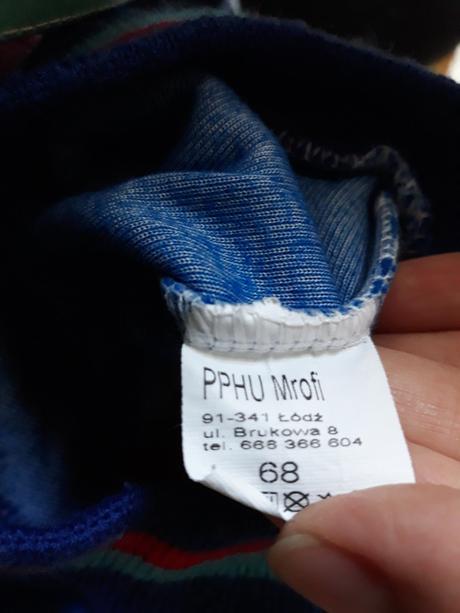 PPHU Mrofi
91-341 Łódź
ul. Brukowa 8
tel. 668 366 604
68